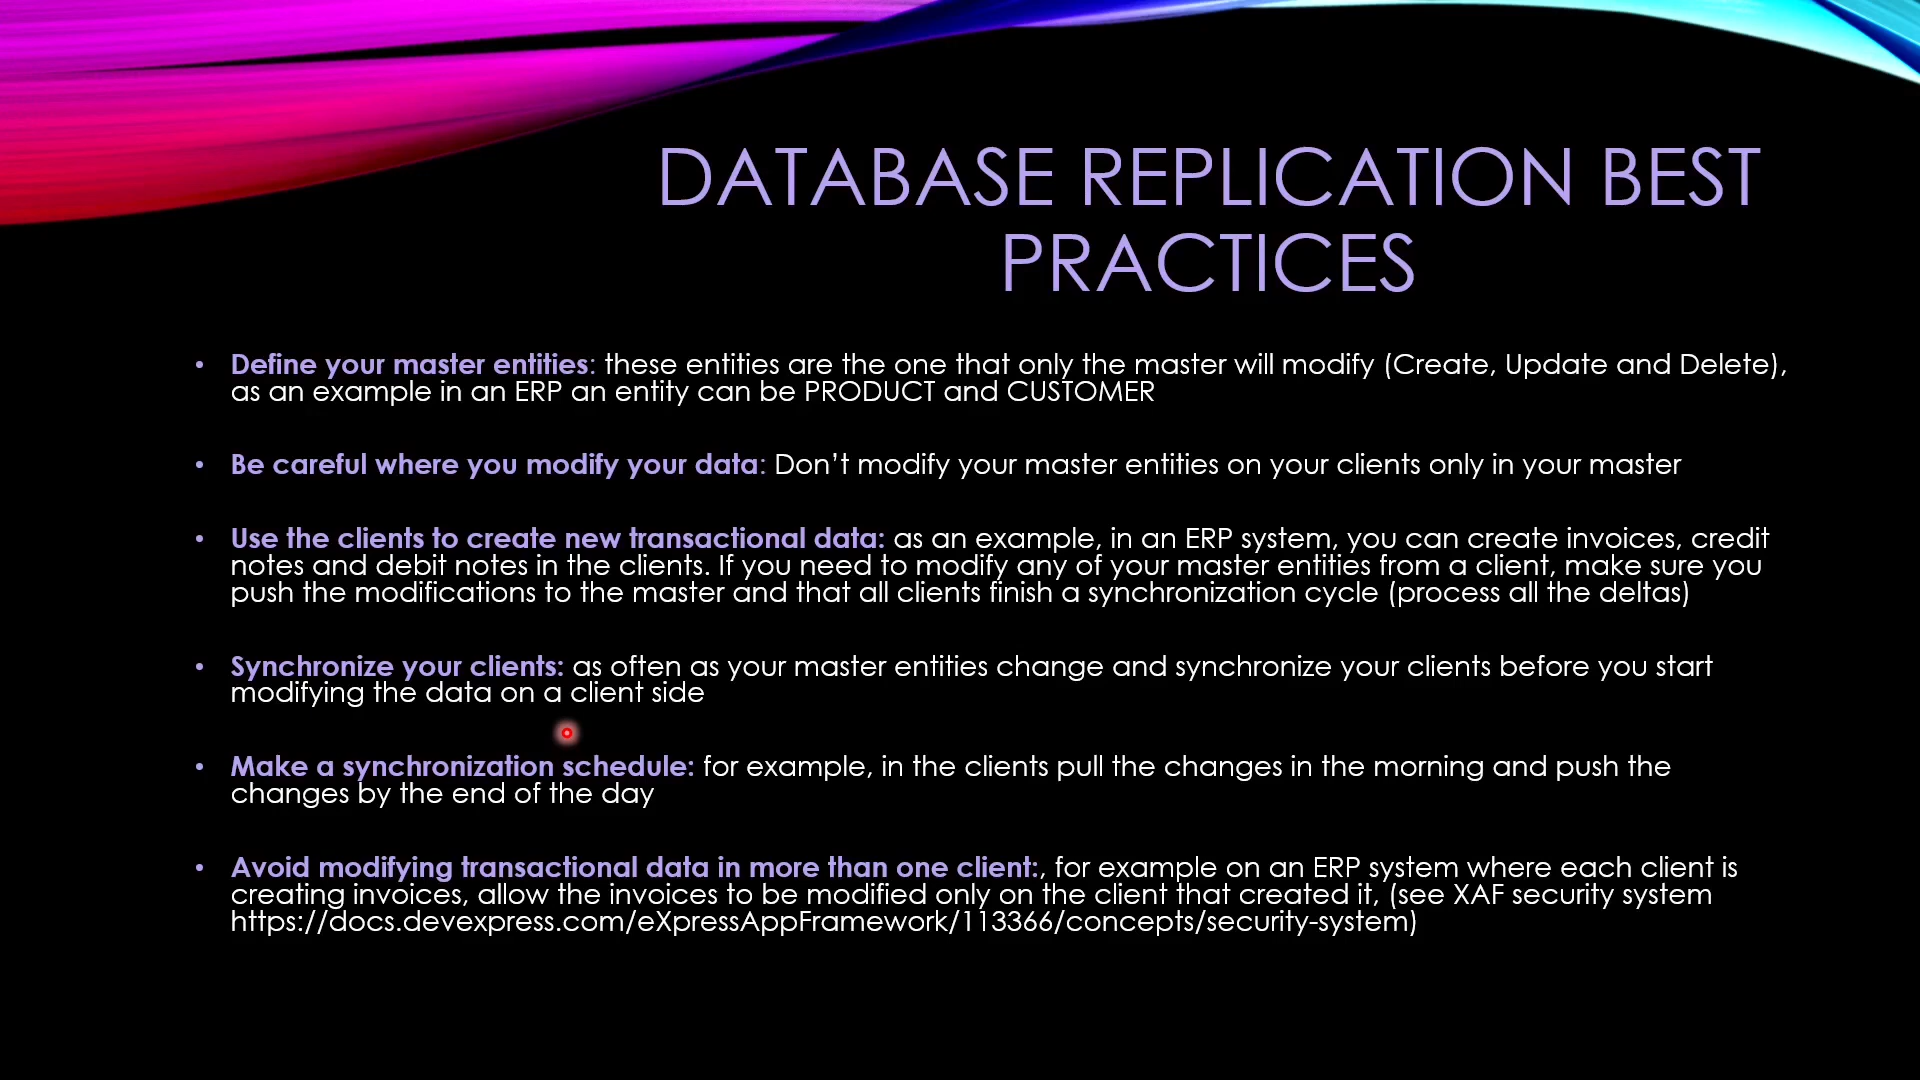 DATABASE REPLICATION BEST
PRACTICES
• Define your master entities: these entities are the one that only the master will modify (Create, Update and Delete),
as an example in an ERP an entity can be PRODUCT and CUSTOMER
• Be careful where you modify your data: Don’t modify your master entities on your clients only in your master
• Use the clients to create new transactional data: as an example, in an ERP system, you can create invoices, credit
notes and debit notes in the clients. If you need to modify any of your master entities from a client, make sure you
push the modifications to the master and that all clients finish a synchronization cycle (process all the deltas)
• Synchronize your clients: as often as your master entities change and synchronize your clients before you start
modifying the data on a client side
• Make a synchronization schedule: for example, in the clients pull the changes in the morning and push the
changes by the end of the day
• Avoid modifying transactional data in more than one client:, for example on an ERP system where each client is
creating invoices, allow the invoices to be modified only on the client that created it, (see XAF security system
https://docs.devexpress.com/eXpressAppFramework/113366/concepts/security-system)